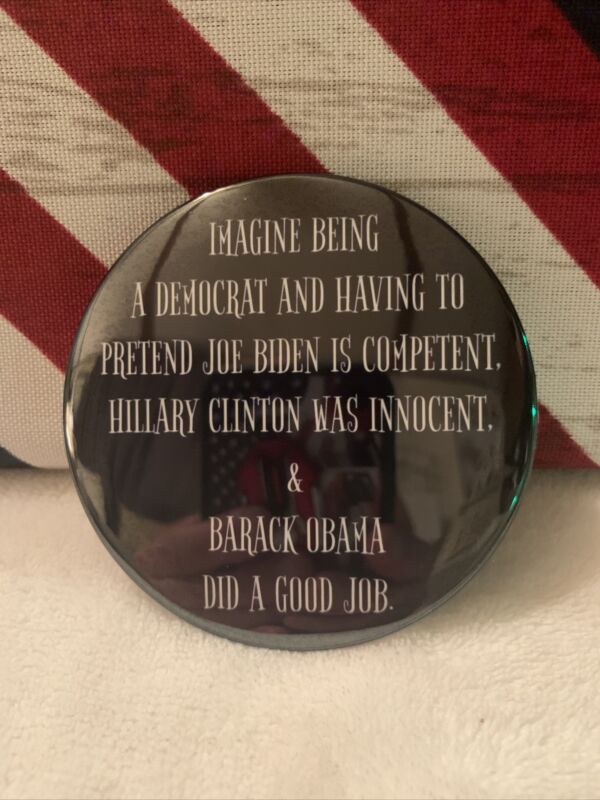 IMAGINE BEING
A DEMOCRAT AND HAVING TO
PRETEND JOE BIDEN IS COMPETENT,
HILLARY CLINTON WAS INNOCENT,
&
BARACK OBAMA
DID A GOOD JOB.